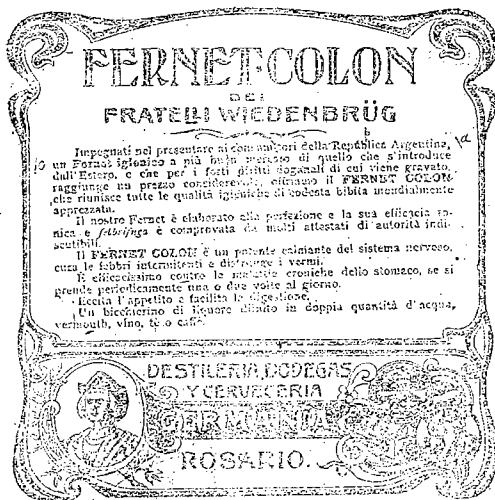 FERNET-COLON
DEI
FRATELLI WIEDENBRÜG
Impegnati nel presentare ai consumatori della República Argentina,
un Fernet igienico a più buon mercato di quello che s'introduce
dall'Estero, e che per i forti diritti doganali di cui viene gravato,
raggiunge un prezzo considerevole, offriamo il FERNET COLON
che riunisce tutte le qualità igieniche di codesta bibita mondialmente
apprezzata.
Il nostro Fernet è elaborato alla perfezione e la sua efficacia to-
nica e febrifuga è comprovata da molti attestati di autorità indi-
scutibili.
Il FERNET COLON è un potente calmante del sistema nervoso,
cura le febbri intermitenti e distrugge i vermi.
È efficacissimo contro le malattie croniche dello stomaco, se si
prende periodicamente una o due volte al giorno.
Eccita l'appetito e facilita la digestione.
Un bicchierino di liquore diluito in doppia quantità d'acqua,
vermouth, vino, tè o caffè.
DESTILERIA, BODEGAS
Y CERVECERIA
GERMANIA
ROSARIO.